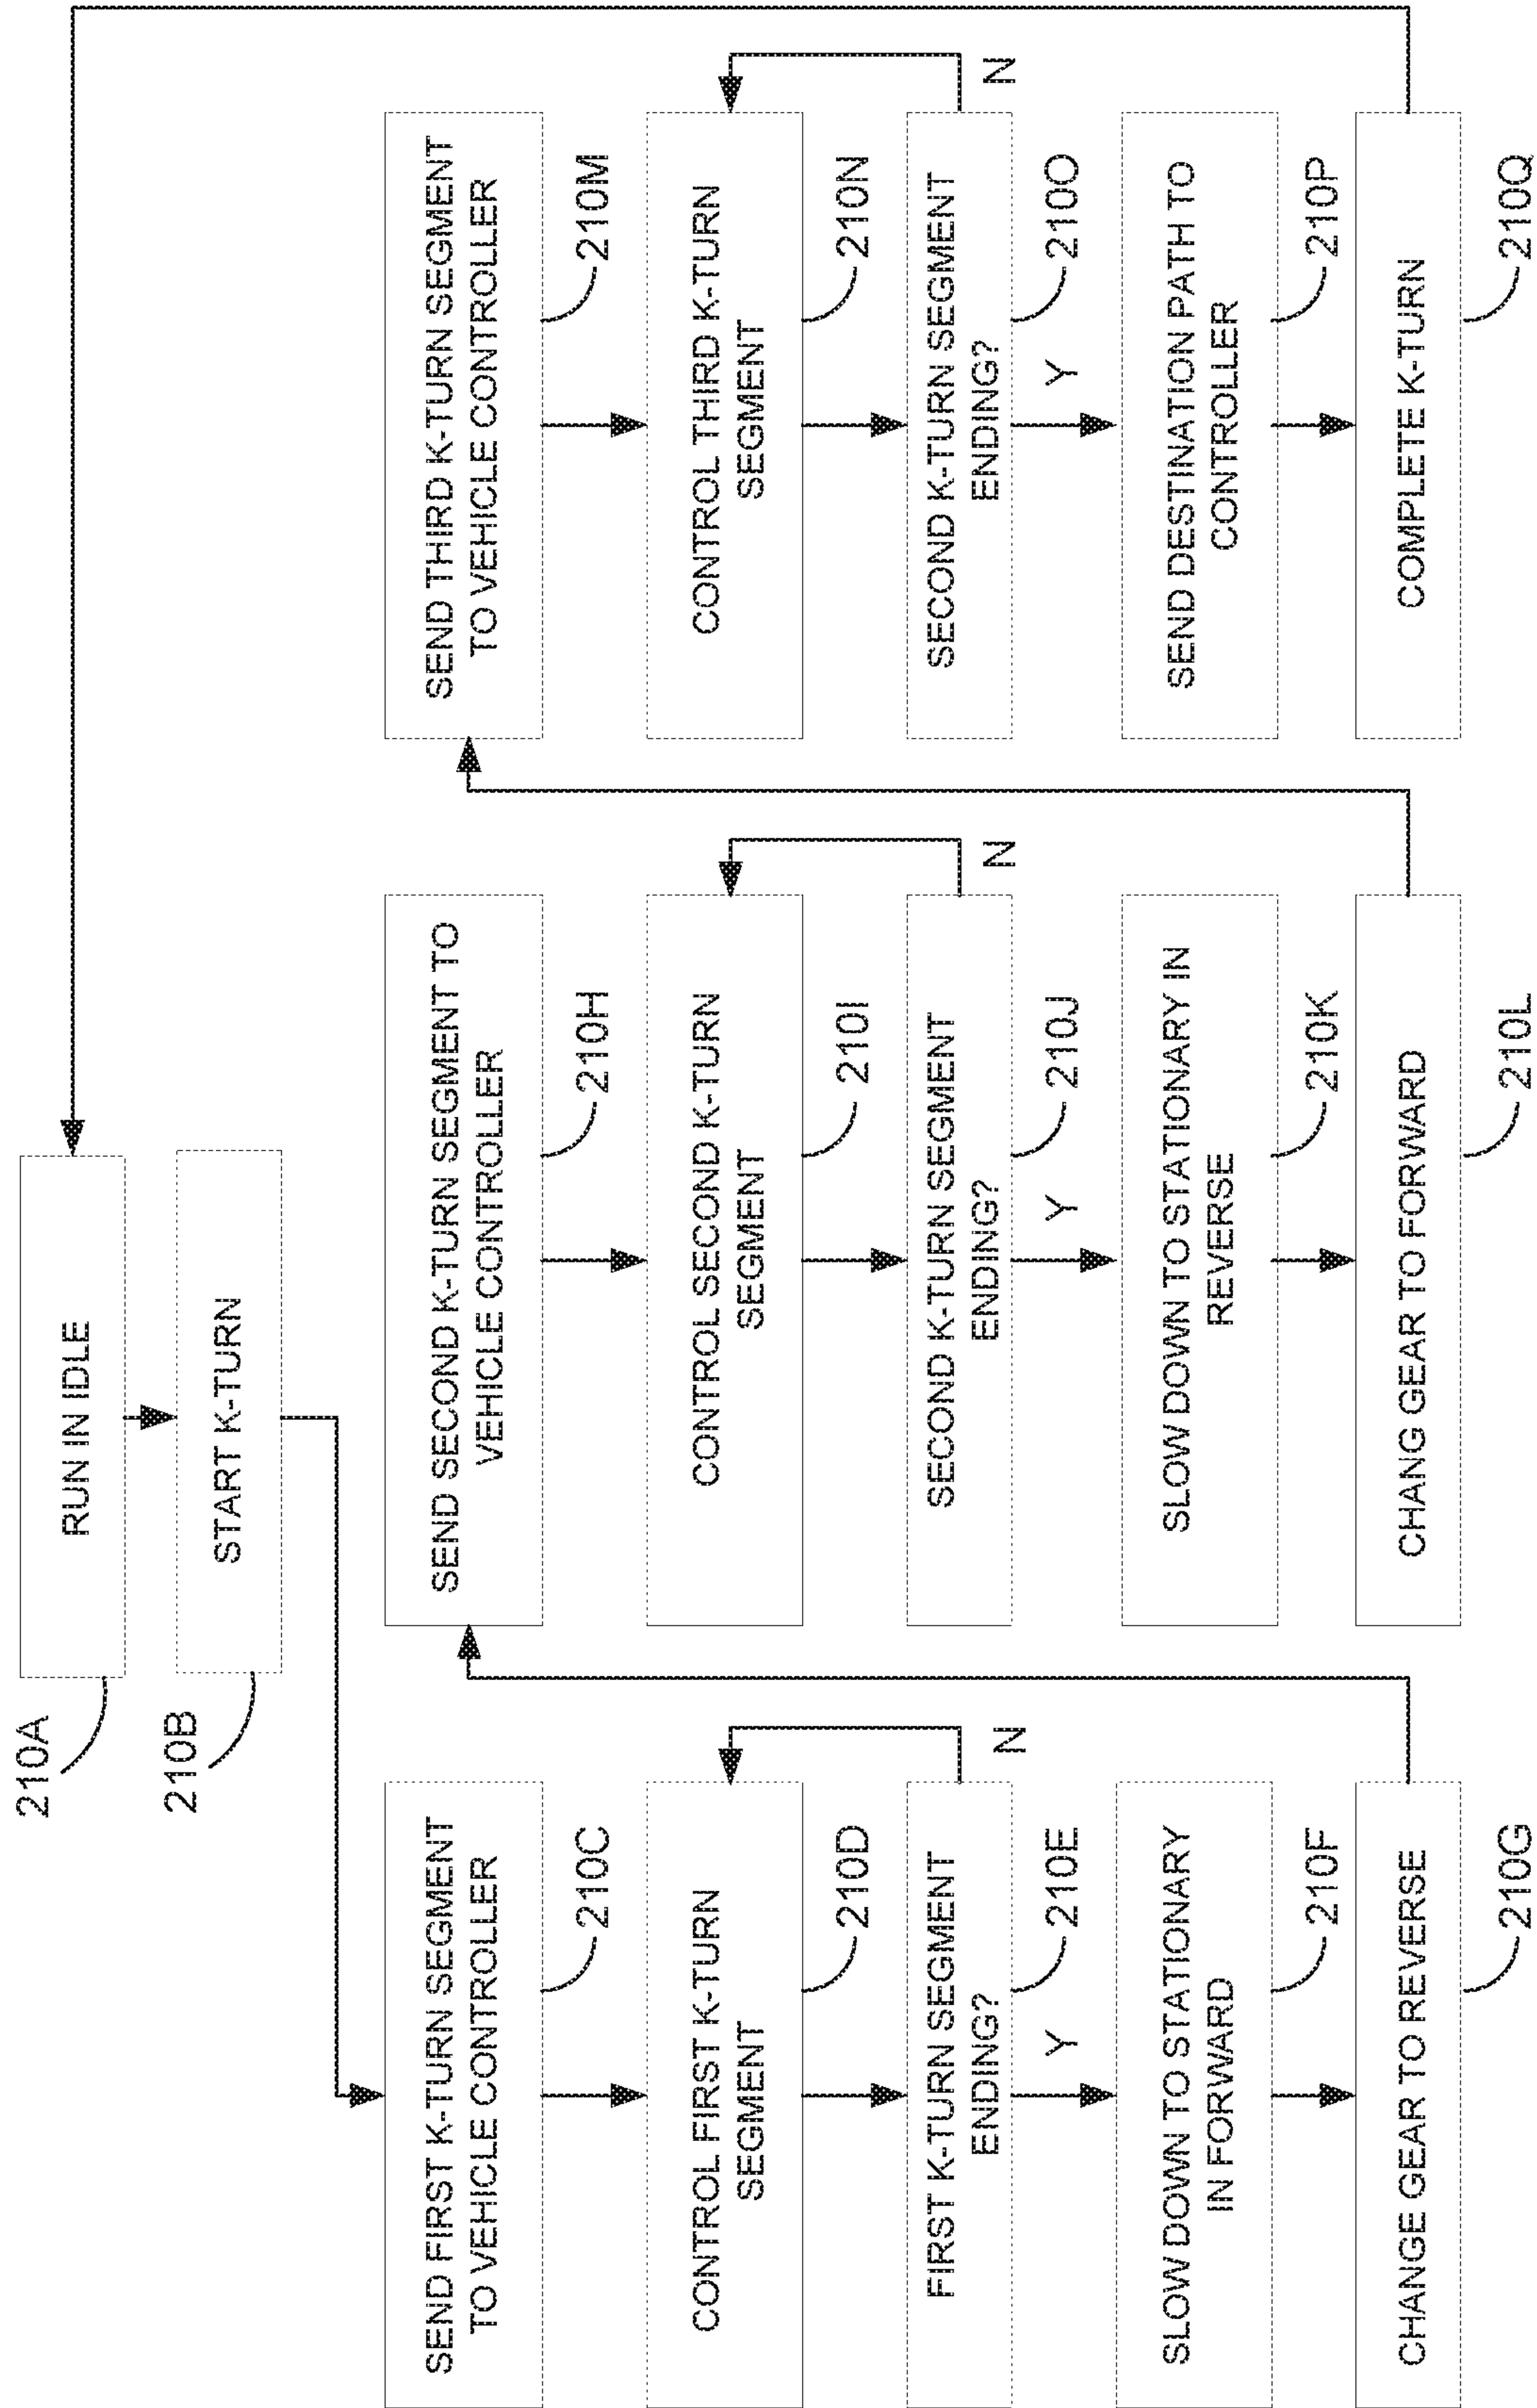 210A
RUN IN IDLE
210B
START K-TURN
SEND FIRST K-TURN SEGMENT
TO VEHICLE CONTROLLER
210C
CONTROL FIRST K-TURN
SEGMENT
210D
FIRST K-TURN SEGMENT
ENDING?
N
Y
210E
SLOW DOWN TO STATIONARY
IN FORWARD
210F
CHANGE GEAR TO REVERSE
210G
SEND SECOND K-TURN SEGMENT TO
VEHICLE CONTROLLER
210H
CONTROL SECOND K-TURN
SEGMENT
210I
SECOND K-TURN SEGMENT
ENDING?
N
Y
210J
SLOW DOWN TO STATIONARY IN
REVERSE
210K
CHANG GEAR TO FORWARD
210L
SEND THIRD K-TURN SEGMENT
TO VEHICLE CONTROLLER
210M
CONTROL THIRD K-TURN
SEGMENT
210N
SECOND K-TURN SEGMENT
ENDING?
N
Y
210O
SEND DESTINATION PATH TO
CONTROLLER
210P
COMPLETE K-TURN
210Q